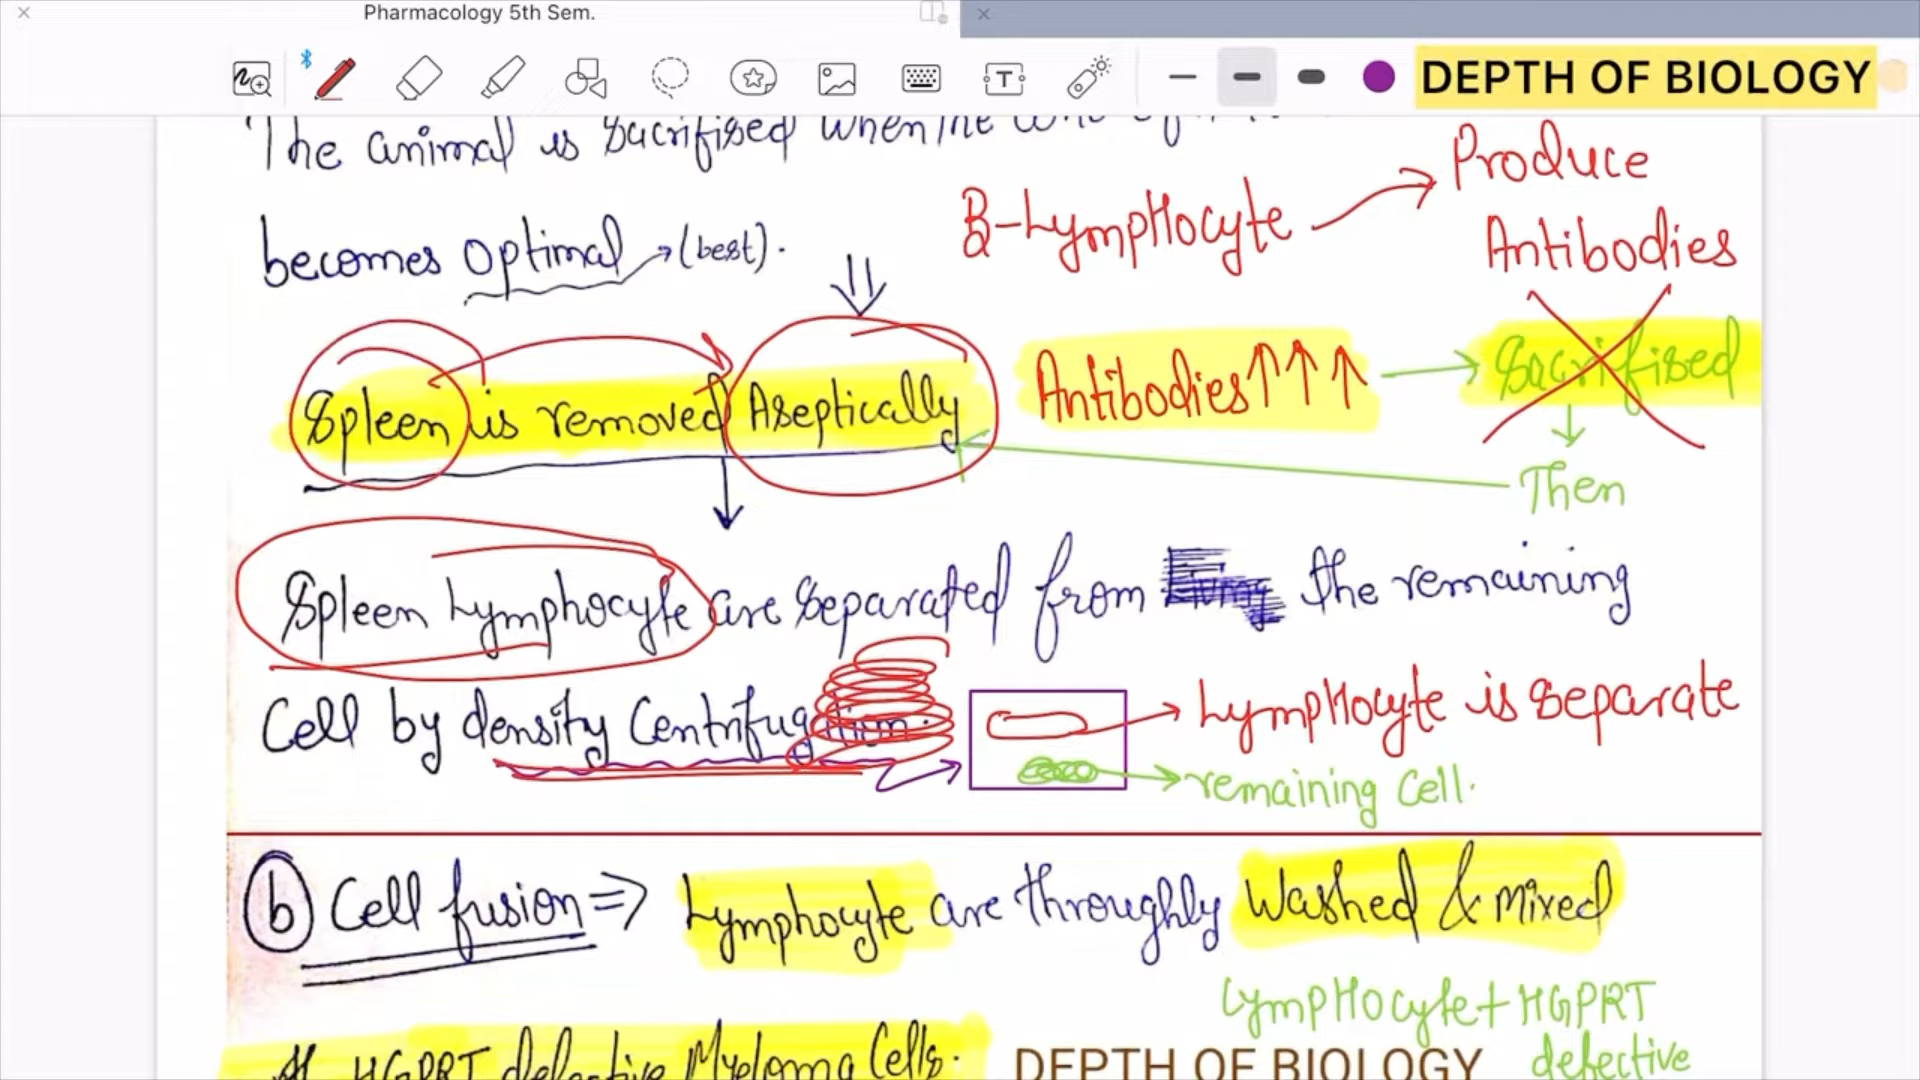 Pharmacology 5th Sem.
DEPTH OF BIOLOGY
The animal is Sacrifised when the
becomes optimal → (best).
B-LympHocyte → Produce
Antibodies
Spleen is removed Aseptically
Antibodies ↑↑↑ → Sacrifised
Then
Spleen Lymphocyte are separated from the remaining
Cell by density Centrifugation.
LympHocyte is separate
remaining Cell.
b Cell fusion ⇒ Lymphocyte are throughly Washed & Mixed
LympHocyte + HGPRT
defective
HGPRT defective Myeloma Cells.
DEPTH OF BIOLOGY